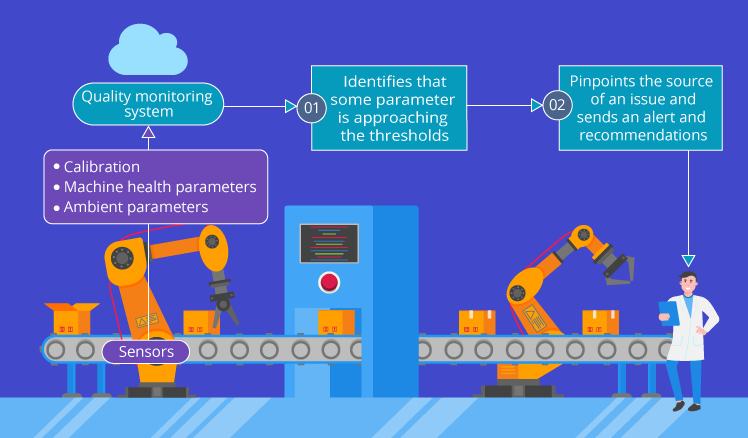 Quality monitoring
system
01
Identifies that
some parameter
is approaching
the thresholds
02
Pinpoints the source
of an issue and
sends an alert and
recommendations
Calibration
Machine health parameters
Ambient parameters
Sensors